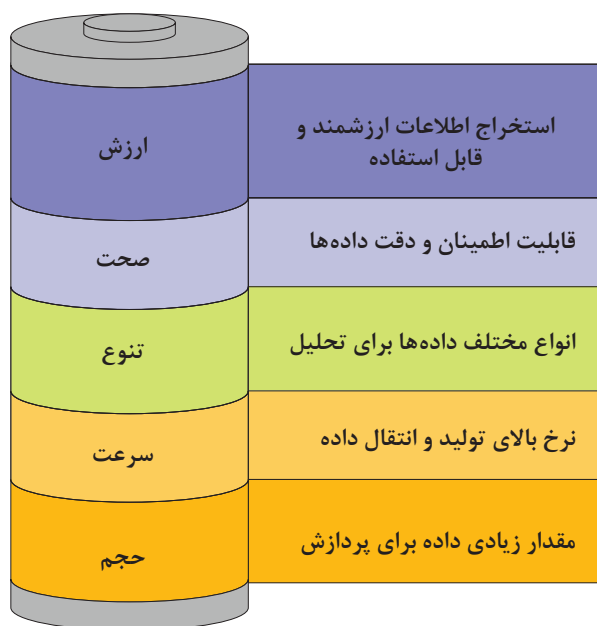 ارزش
استخراج اطلاعات ارزشمند و
قابل استفاده
صحت
قابلیت اطمینان و دقت داده‌ها
تنوع
انواع مختلف داده‌ها برای تحلیل
سرعت
نرخ بالای تولید و انتقال داده
حجم
مقدار زیادی داده برای پردازش